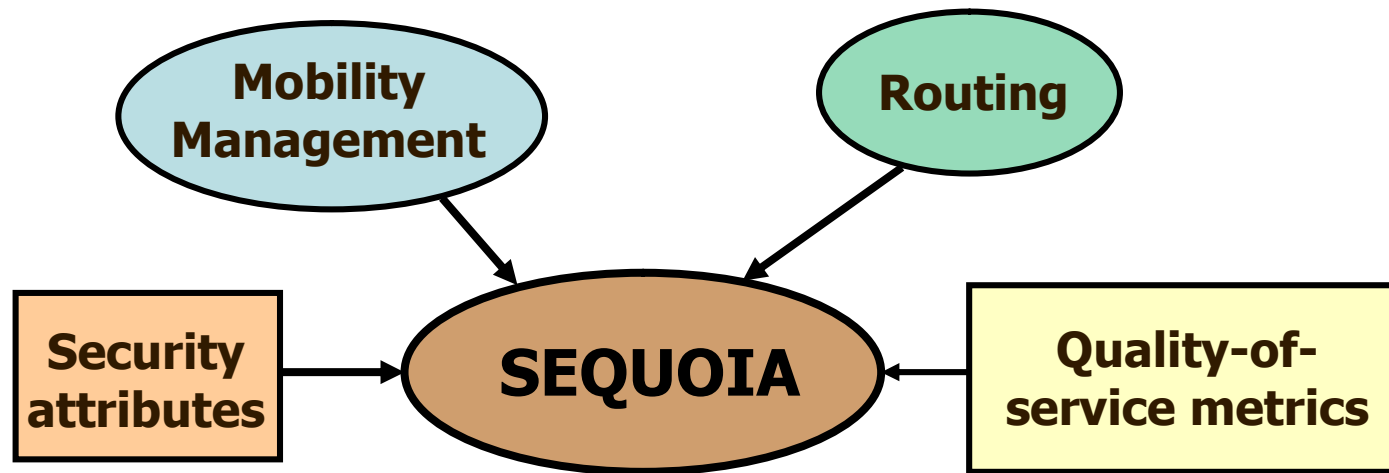 Mobility
Management
Routing
Security
attributes
SEQUOIA
Quality-of-
service metrics